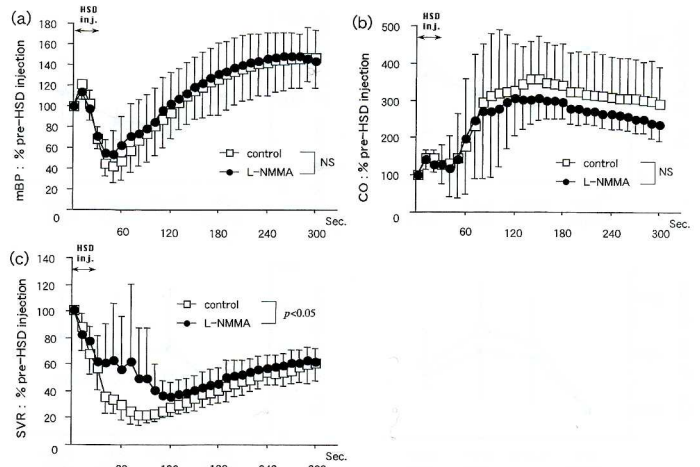 (a)
HSD
inj.
mBP : % pre-HSD injection
180
160
140
120
100
80
60
40
20
0
control
L-NMMA
NS
60
120
180
240
300
Sec.
(b)
HSD
inj.
CO : % pre-HSD injection
500
400
300
200
100
0
control
L-NMMA
NS
60
120
180
240
300
Sec.
(c)
HSD
inj.
SVR : % pre-HSD injection
140
120
100
80
60
40
20
0
control
L-NMMA
p<0.05
Sec.